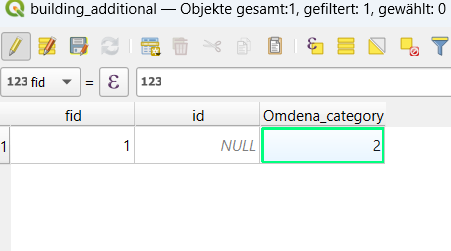 building_additional — Objekte gesamt:1, gefiltert: 1, gewählt: 0
123 fid = ε 123
fid id Omdena_category
1 1 NULL 2